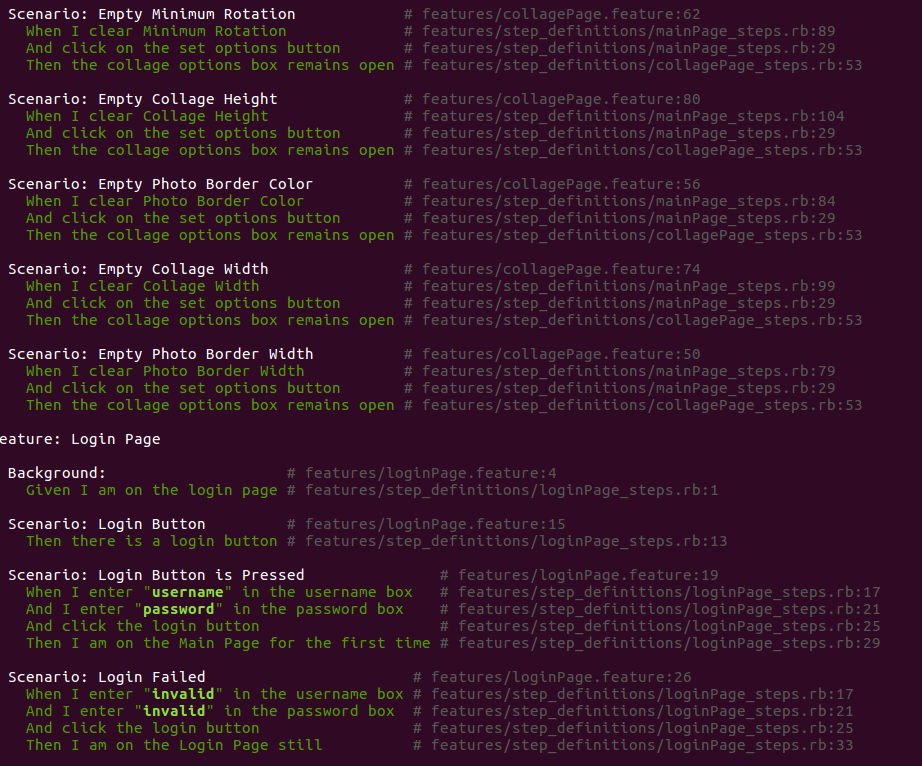 Scenario: Empty Minimum Rotation # features/collagePage.feature:62
When I clear Minimum Rotation # features/step_definitions/mainPage_steps.rb:89
And click on the set options button # features/step_definitions/mainPage_steps.rb:29
Then the collage options box remains open # features/step_definitions/collagePage_steps.rb:53
Scenario: Empty Collage Height # features/collagePage.feature:80
When I clear Collage Height # features/step_definitions/mainPage_steps.rb:104
And click on the set options button # features/step_definitions/mainPage_steps.rb:29
Then the collage options box remains open # features/step_definitions/collagePage_steps.rb:53
Scenario: Empty Photo Border Color # features/collagePage.feature:56
When I clear Photo Border Color # features/step_definitions/mainPage_steps.rb:84
And click on the set options button # features/step_definitions/mainPage_steps.rb:29
Then the collage options box remains open # features/step_definitions/collagePage_steps.rb:53
Scenario: Empty Collage Width # features/collagePage.feature:74
When I clear Collage Width # features/step_definitions/mainPage_steps.rb:99
And click on the set options button # features/step_definitions/mainPage_steps.rb:29
Then the collage options box remains open # features/step_definitions/collagePage_steps.rb:53
Scenario: Empty Photo Border Width # features/collagePage.feature:50
When I clear Photo Border Width # features/step_definitions/mainPage_steps.rb:79
And click on the set options button # features/step_definitions/mainPage_steps.rb:29
Then the collage options box remains open # features/step_definitions/collagePage_steps.rb:53
eature: Login Page
Background: # features/loginPage.feature:4
Given I am on the login page # features/step_definitions/loginPage_steps.rb:1
Scenario: Login Button # features/loginPage.feature:15
Then there is a login button # features/step_definitions/loginPage_steps.rb:13
Scenario: Login Button is Pressed # features/loginPage.feature:19
When I enter "username" in the username box # features/step_definitions/loginPage_steps.rb:17
And I enter "password" in the password box # features/step_definitions/loginPage_steps.rb:21
And click the login button # features/step_definitions/loginPage_steps.rb:25
Then I am on the Main Page for the first time # features/step_definitions/loginPage_steps.rb:29
Scenario: Login Failed # features/loginPage.feature:26
When I enter "invalid" in the username box # features/step_definitions/loginPage_steps.rb:17
And I enter "invalid" in the password box # features/step_definitions/loginPage_steps.rb:21
And click the login button # features/step_definitions/loginPage_steps.rb:25
Then I am on the Login Page still # features/step_definitions/loginPage_steps.rb:33